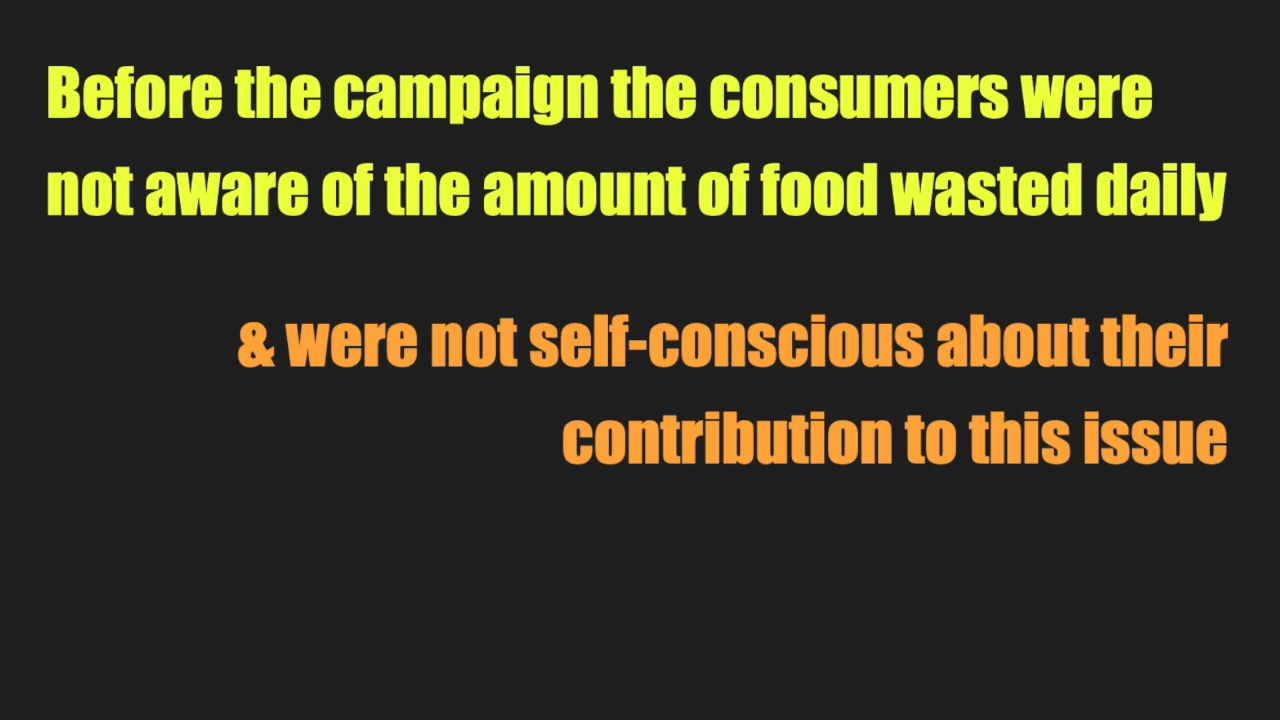 Before the campaign the consumers were
not aware of the amount of food wasted daily
& were not self-conscious about their
contribution to this issue